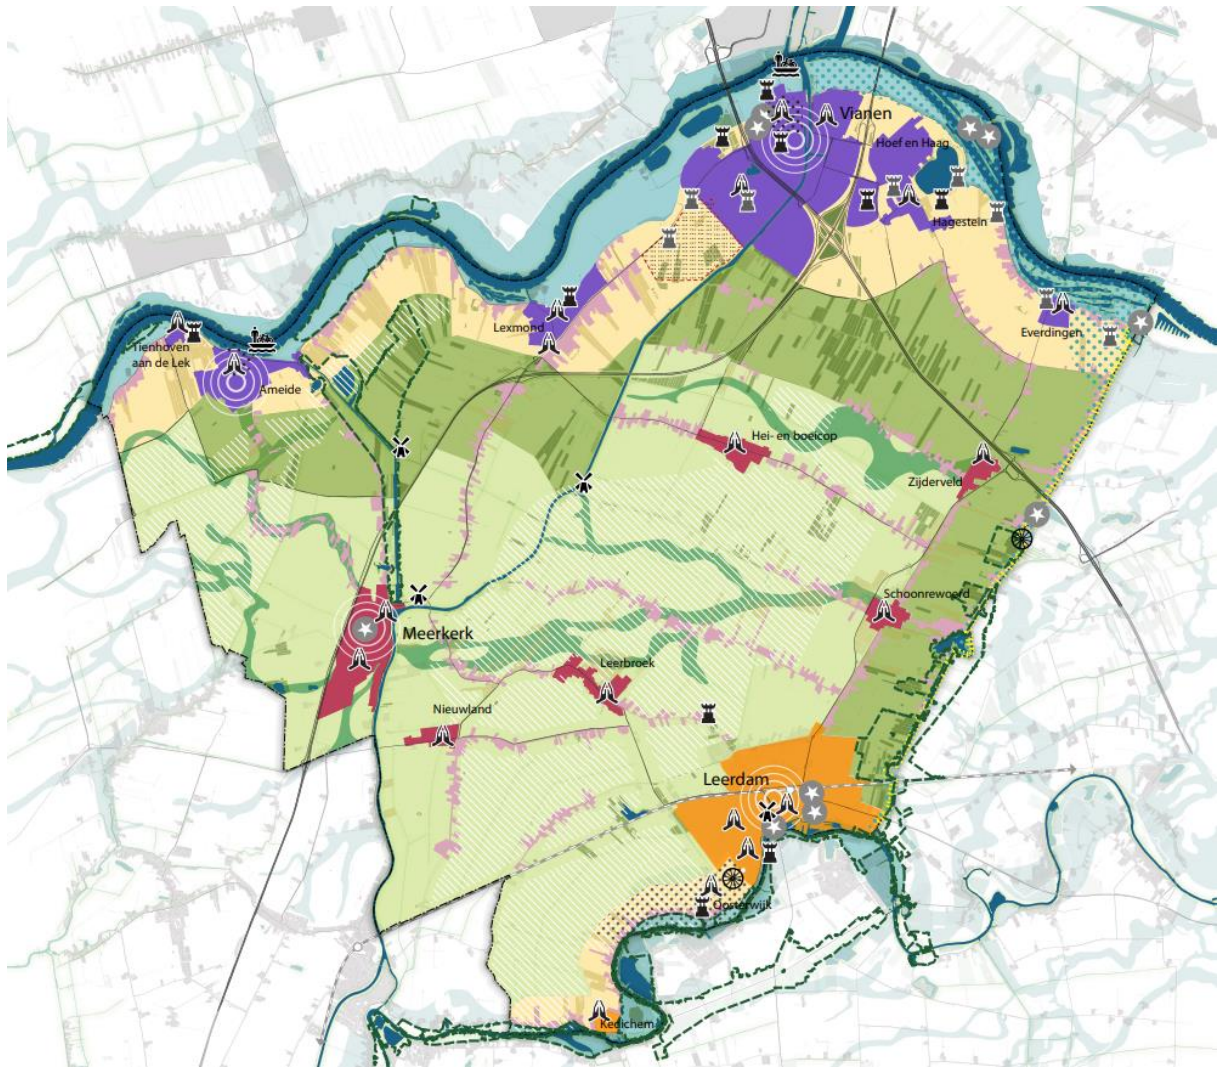 Vianen
Hoef en Haag
Hagestein
Lexmond
Everdingen
Tienhoven
aan de Lek
Ameide
Hei- en boeicop
Zijderveld
Schoonrewoerd
Meerkerk
Leerbroek
Nieuwland
Leerdam
Oosterwijk
Kedichem